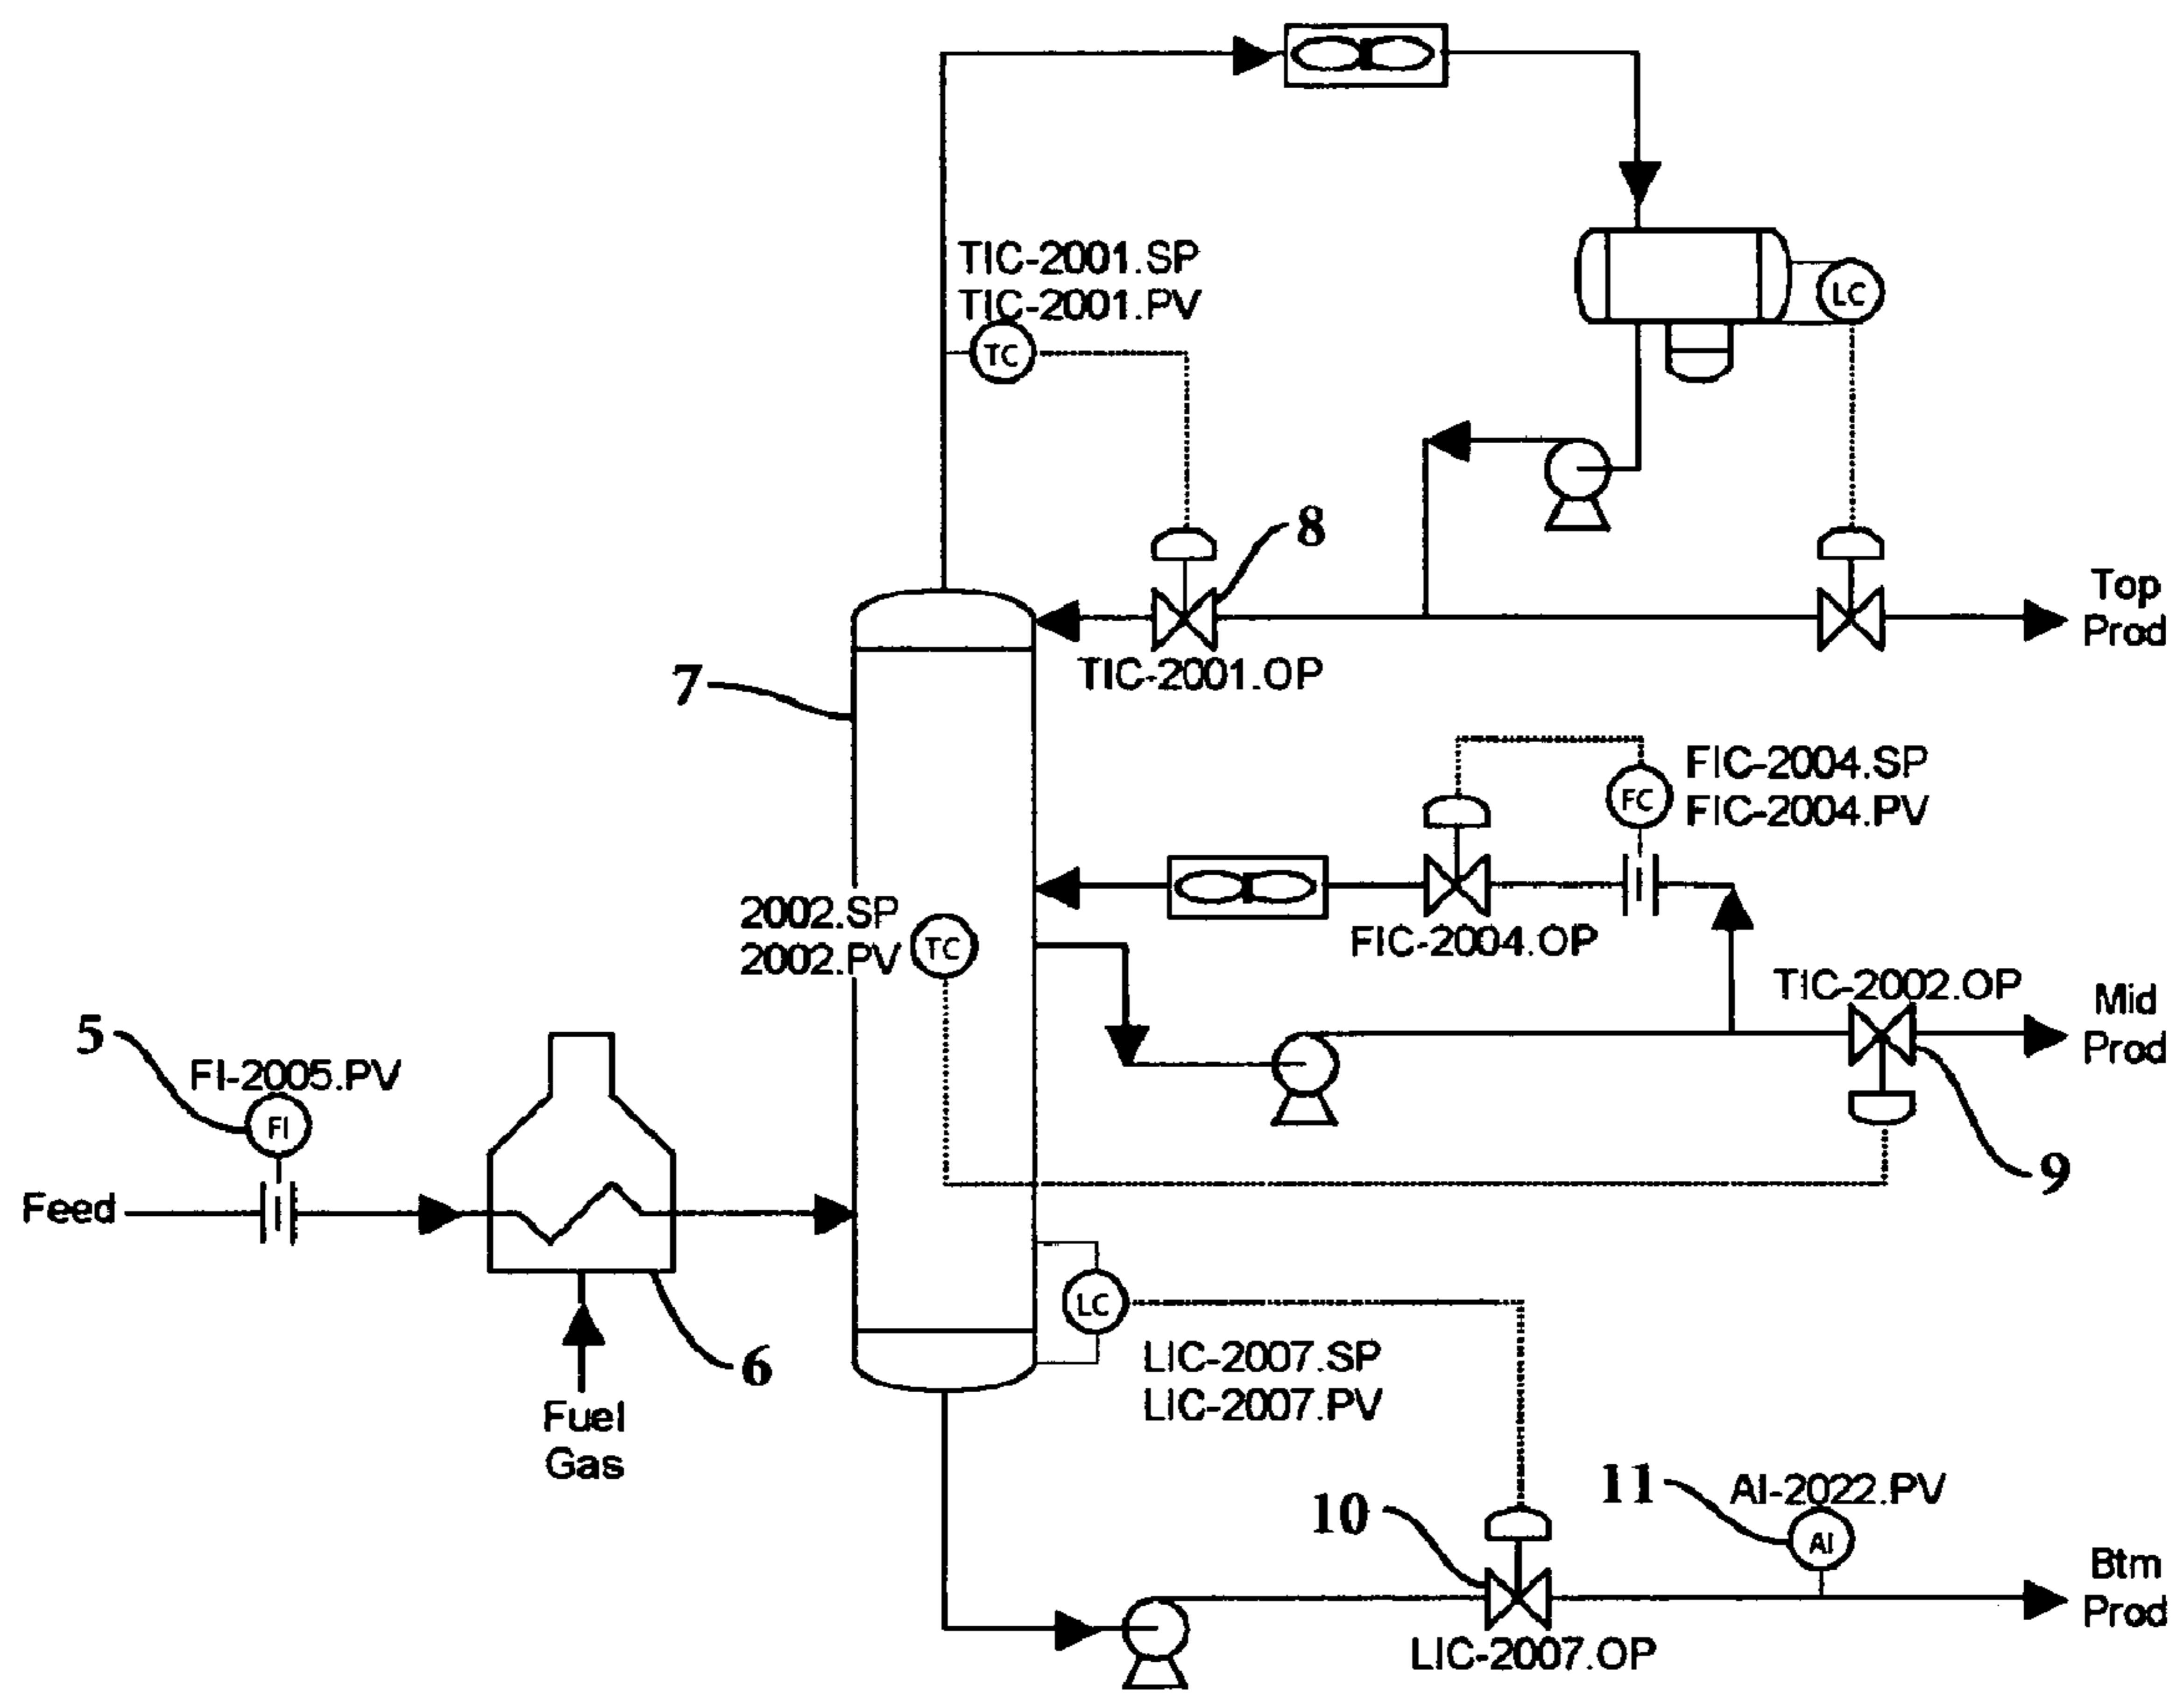 TIC-2001.SP
TIC-2001.PV
TC
LC
8
Top
Prod
TIC-2001.OP
7
FIC-2004.SP
FIC-2004.PV
FC
2002.SP
2002.PV
TC
FIC-2004.OP
TIC-2002.OP
Mid
Prod
5
FI-2005.PV
FI
9
Feed
LC
6
LIC-2007.SP
LIC-2007.PV
Fuel
Gas
11
AI-2022.PV
10
AI
Btm
Prod
LIC-2007.OP